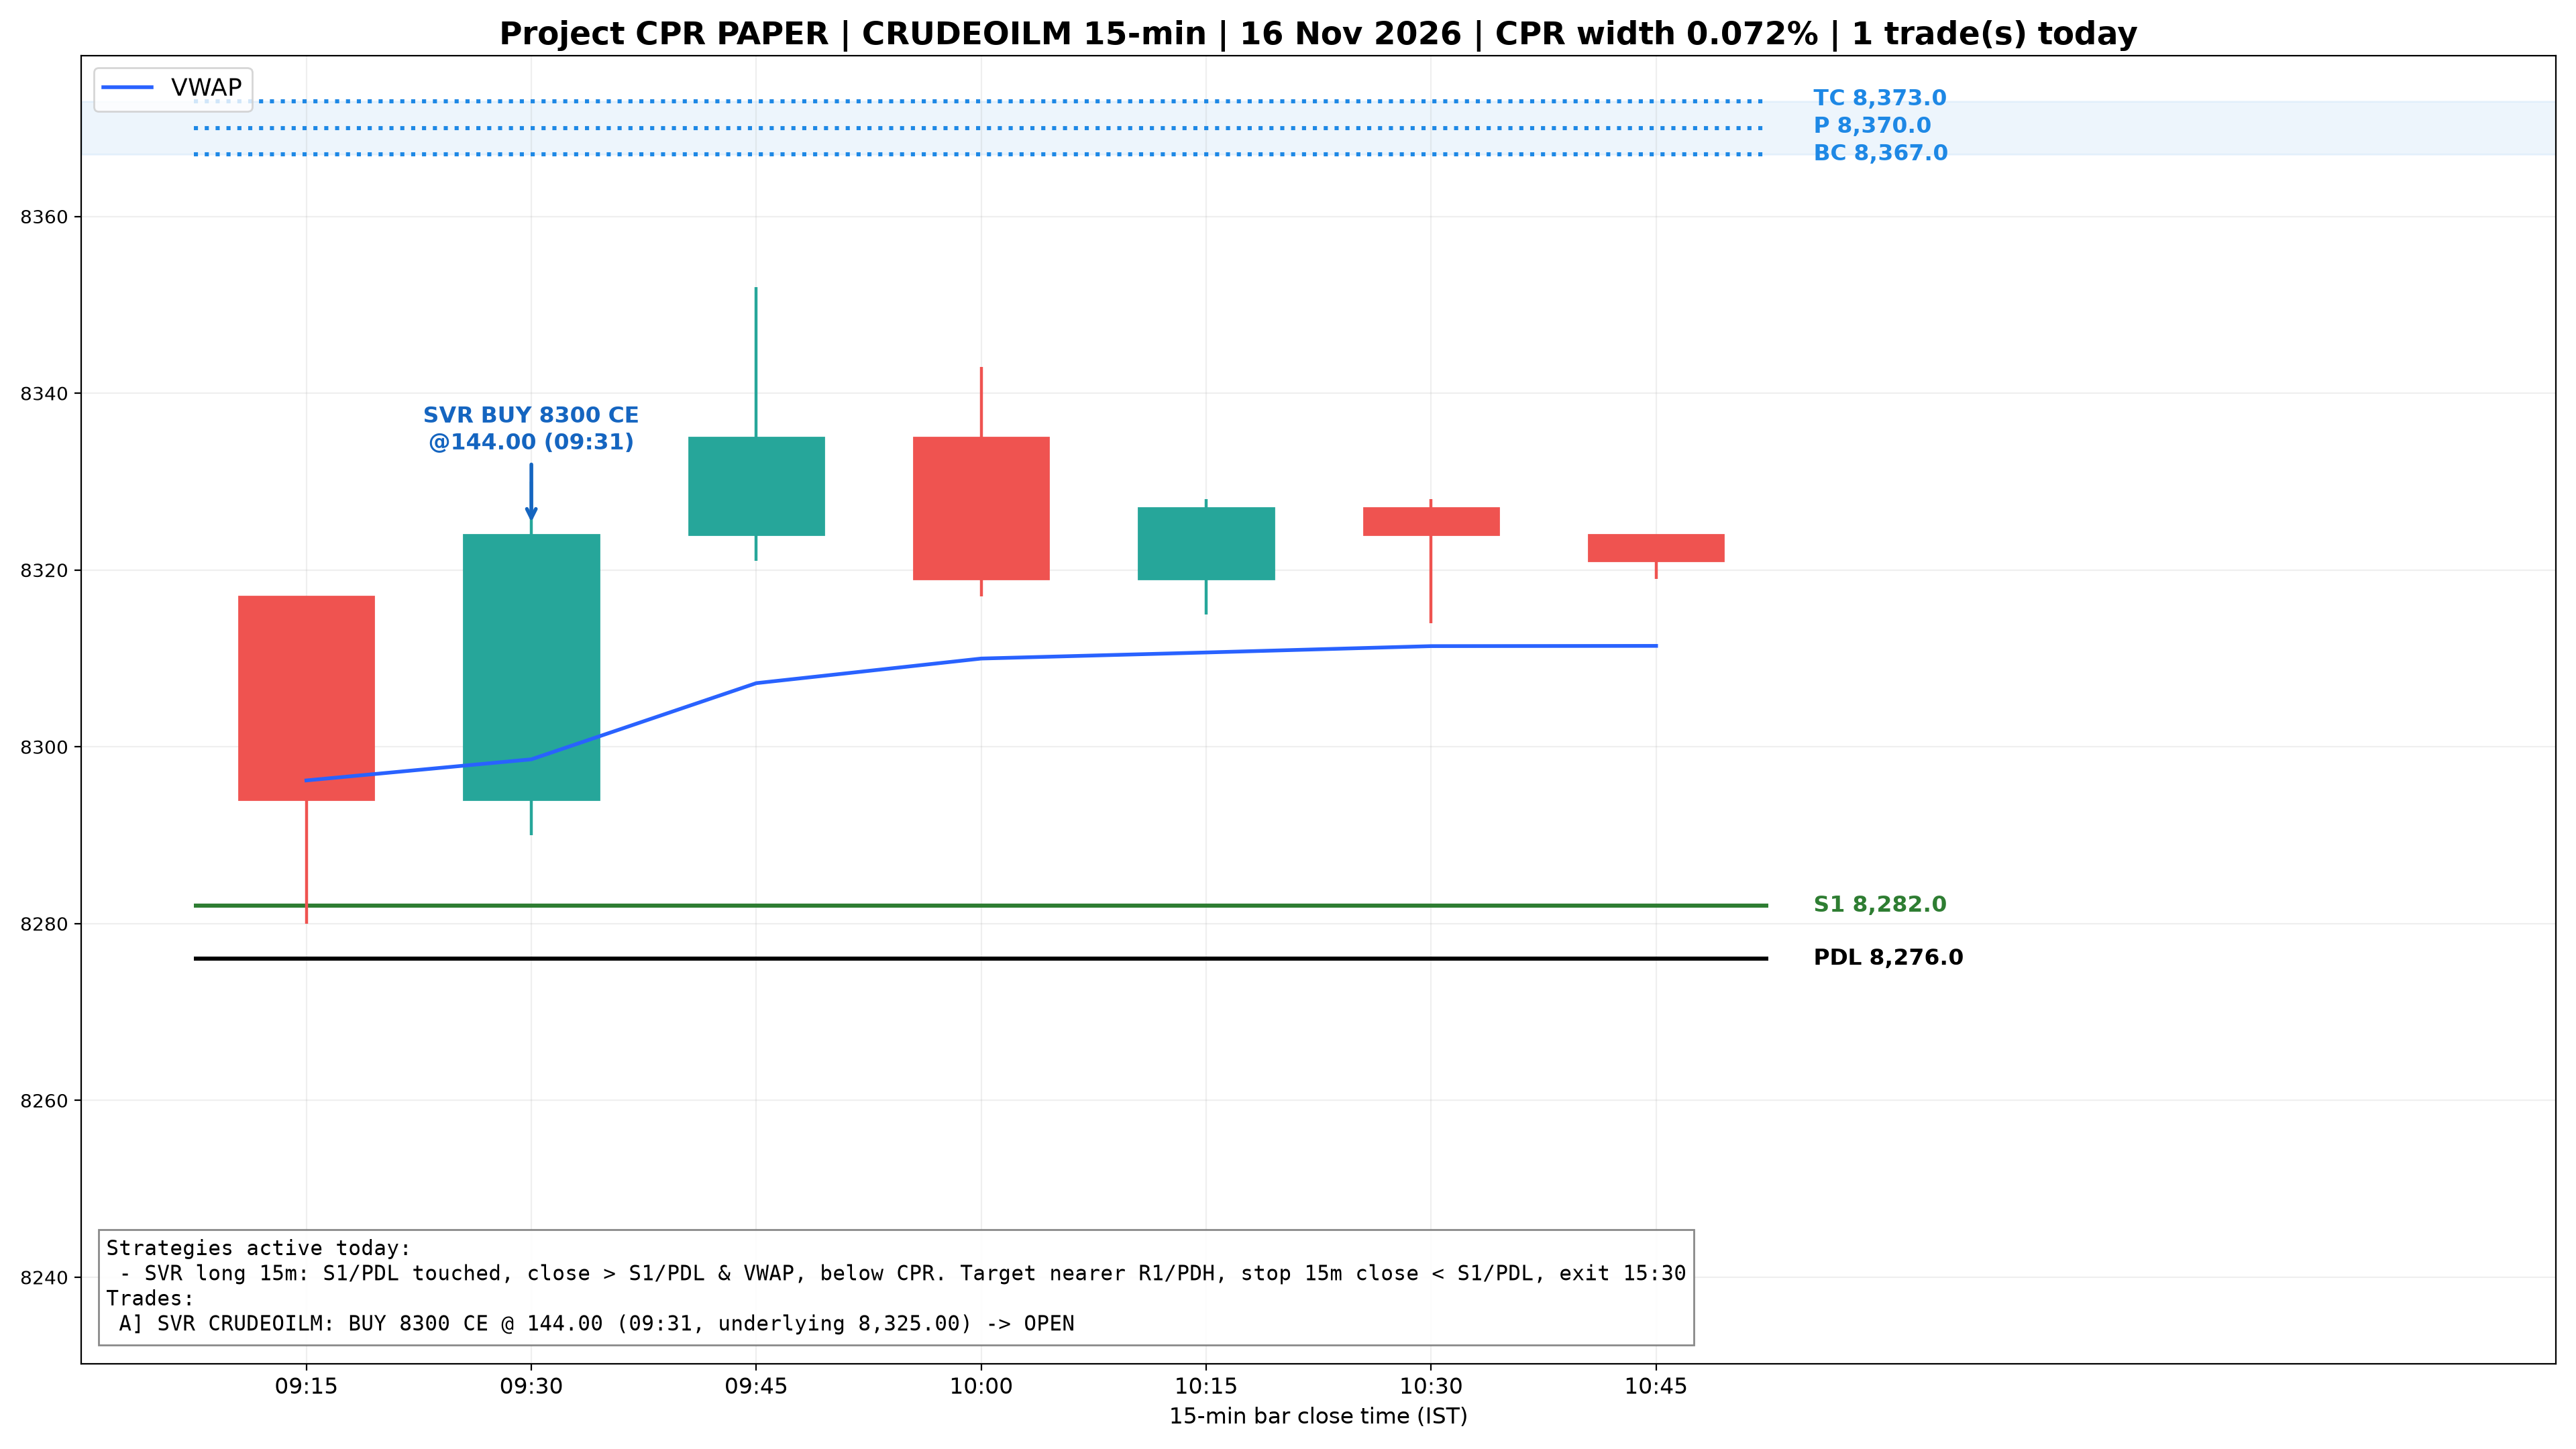 Project CPR PAPER | CRUDEOILM 15-min | 16 Nov 2026 | CPR width 0.072% | 1 trade(s) today
VWAP
TC 8,373.0
P 8,370.0
BC 8,367.0
8360
8340
SVR BUY 8300 CE
@144.00 (09:31)
8320
8300
S1 8,282.0
8280
PDL 8,276.0
8260
8240
Strategies active today:
- SVR long 15m: S1/PDL touched, close > S1/PDL & VWAP, below CPR. Target nearer R1/PDH, stop 15m close < S1/PDL, exit 15:30
Trades:
A] SVR CRUDEOILM: BUY 8300 CE @ 144.00 (09:31, underlying 8,325.00) -> OPEN
09:15 09:30 09:45 10:00 10:15 10:30 10:45
15-min bar close time (IST)